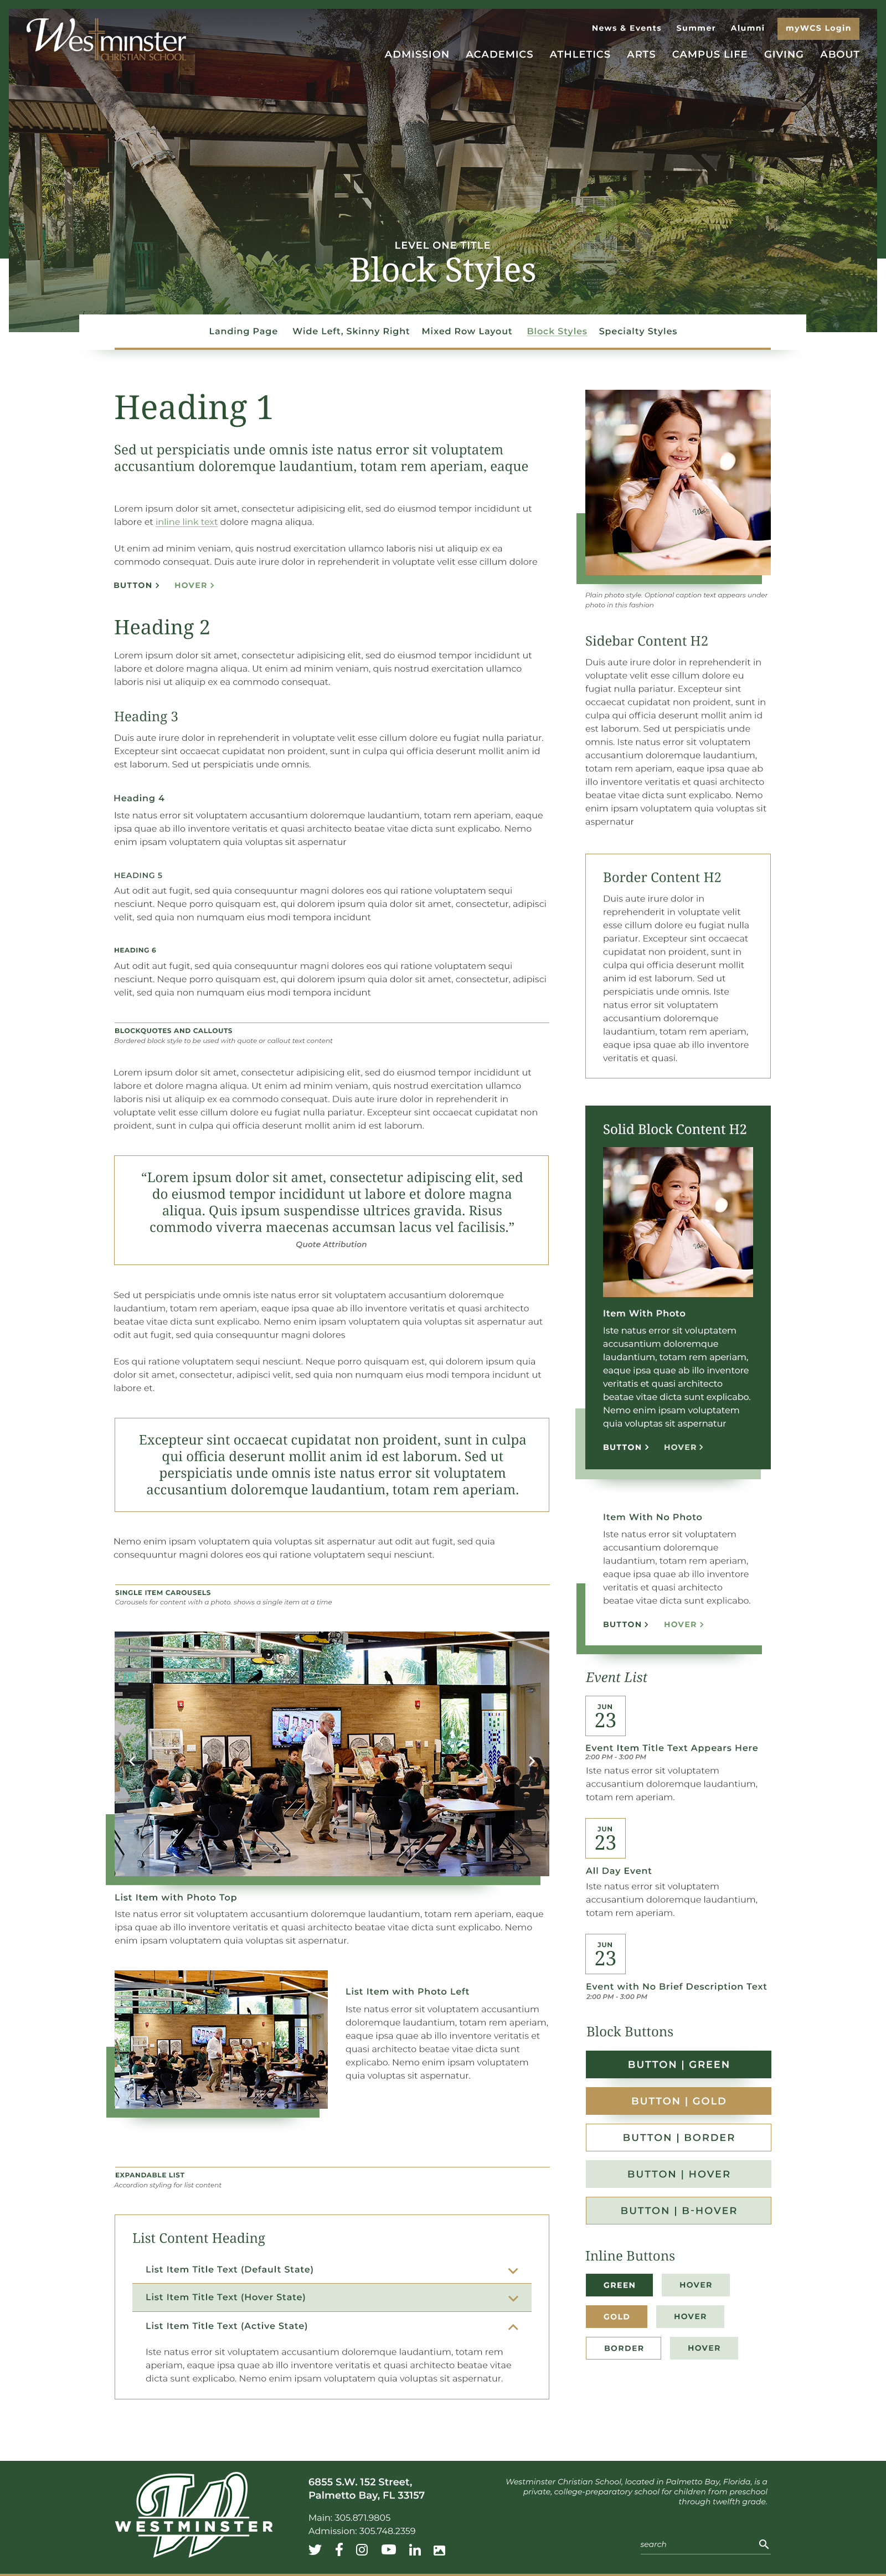 Westminster
CHRISTIAN SCHOOL
News & Events Summer Alumni myWCS Login
ADMISSION ACADEMICS ATHLETICS ARTS CAMPUS LIFE GIVING ABOUT
LEVEL ONE TITLE
Block Styles
Landing Page Wide Left, Skinny Right Mixed Row Layout Block Styles Specialty Styles
Heading 1
Sed ut perspiciatis unde omnis iste natus error sit voluptatem
accusantium doloremque laudantium, totam rem aperiam, eaque
Lorem ipsum dolor sit amet, consectetur adipisicing elit, sed do eiusmod tempor incididunt ut
labore et inline link text dolore magna aliqua.
Ut enim ad minim veniam, quis nostrud exercitation ullamco laboris nisi ut aliquip ex ea
commodo consequat. Duis aute irure dolor in reprehenderit in voluptate velit esse cillum dolore
BUTTON HOVER
Heading 2
Lorem ipsum dolor sit amet, consectetur adipisicing elit, sed do eiusmod tempor incididunt ut
labore et dolore magna aliqua. Ut enim ad minim veniam, quis nostrud exercitation ullamco
laboris nisi ut aliquip ex ea commodo consequat.
Heading 3
Duis aute irure dolor in reprehenderit in voluptate velit esse cillum dolore eu fugiat nulla pariatur.
Excepteur sint occaecat cupidatat non proident, sunt in culpa qui officia deserunt mollit anim id
est laborum. Sed ut perspiciatis unde omnis.
Heading 4
Iste natus error sit voluptatem accusantium doloremque laudantium, totam rem aperiam, eaque
ipsa quae ab illo inventore veritatis et quasi architecto beatae vitae dicta sunt explicabo. Nemo
enim ipsam voluptatem quia voluptas sit aspernatur
HEADING 5
Aut odit aut fugit, sed quia consequuntur magni dolores eos qui ratione voluptatem sequi
nesciunt. Neque porro quisquam est, qui dolorem ipsum quia dolor sit amet, consectetur, adipisci
velit, sed quia non numquam eius modi tempora incidunt
HEADING 6
Aut odit aut fugit, sed quia consequuntur magni dolores eos qui ratione voluptatem sequi
nesciunt. Neque porro quisquam est, qui dolorem ipsum quia dolor sit amet, consectetur, adipisci
velit, sed quia non numquam eius modi tempora incidunt
BLOCKQUOTES AND CALLOUTS
Bordered block style to be used with quote or callout text content
Lorem ipsum dolor sit amet, consectetur adipisicing elit, sed do eiusmod tempor incididunt ut
labore et dolore magna aliqua. Ut enim ad minim veniam, quis nostrud exercitation ullamco
laboris nisi ut aliquip ex ea commodo consequat. Duis aute irure dolor in reprehenderit in
voluptate velit esse cillum dolore eu fugiat nulla pariatur. Excepteur sint occaecat cupidatat non
proident, sunt in culpa qui officia deserunt mollit anim id est laborum.
“Lorem ipsum dolor sit amet, consectetur adipiscing elit, sed
do eiusmod tempor incididunt ut labore et dolore magna
aliqua. Quis ipsum suspendisse ultrices gravida. Risus
commodo viverra maecenas accumsan lacus vel facilisis.”
Quote Attribution
Sed ut perspiciatis unde omnis iste natus error sit voluptatem accusantium doloremque
laudantium, totam rem aperiam, eaque ipsa quae ab illo inventore veritatis et quasi architecto
beatae vitae dicta sunt explicabo. Nemo enim ipsam voluptatem quia voluptas sit aspernatur aut
odit aut fugit, sed quia consequuntur magni dolores
Eos qui ratione voluptatem sequi nesciunt. Neque porro quisquam est, qui dolorem ipsum quia
dolor sit amet, consectetur, adipisci velit, sed quia non numquam eius modi tempora incidunt ut
labore et.
Excepteur sint occaecat cupidatat non proident, sunt in culpa
qui officia deserunt mollit anim id est laborum. Sed ut
perspiciatis unde omnis iste natus error sit voluptatem
accusantium doloremque laudantium, totam rem aperiam.
Nemo enim ipsam voluptatem quia voluptas sit aspernatur aut odit aut fugit, sed quia
consequuntur magni dolores eos qui ratione voluptatem sequi nesciunt.
SINGLE ITEM CAROUSELS
Carousels for content with a photo. shows a single item at a time
List Item with Photo Top
Iste natus error sit voluptatem accusantium doloremque laudantium, totam rem aperiam, eaque
ipsa quae ab illo inventore veritatis et quasi architecto beatae vitae dicta sunt explicabo. Nemo
enim ipsam voluptatem quia voluptas sit aspernatur.
List Item with Photo Left
Iste natus error sit voluptatem accusantium
doloremque laudantium, totam rem aperiam,
eaque ipsa quae ab illo inventore veritatis et
quasi architecto beatae vitae dicta sunt
explicabo. Nemo enim ipsam voluptatem
quia voluptas sit aspernatur.
EXPANDABLE LIST
Accordion styling for list content
List Content Heading
List Item Title Text (Default State)
List Item Title Text (Hover State)
List Item Title Text (Active State)
Iste natus error sit voluptatem accusantium doloremque laudantium, totam rem
aperiam, eaque ipsa quae ab illo inventore veritatis et quasi architecto beatae vitae
dicta sunt explicabo. Nemo enim ipsam voluptatem quia voluptas sit aspernatur.
Plain photo style. Optional caption text appears under
photo in this fashion
Sidebar Content H2
Duis aute irure dolor in reprehenderit in
voluptate velit esse cillum dolore eu
fugiat nulla pariatur. Excepteur sint
occaecat cupidatat non proident, sunt in
culpa qui officia deserunt mollit anim id
est laborum. Sed ut perspiciatis unde
omnis. Iste natus error sit voluptatem
accusantium doloremque laudantium,
totam rem aperiam, eaque ipsa quae ab
illo inventore veritatis et quasi architecto
beatae vitae dicta sunt explicabo. Nemo
enim ipsam voluptatem quia voluptas sit
aspernatur
Border Content H2
Duis aute irure dolor in
reprehenderit in voluptate velit
esse cillum dolore eu fugiat nulla
pariatur. Excepteur sint occaecat
cupidatat non proident, sunt in
culpa qui officia deserunt mollit
anim id est laborum. Sed ut
perspiciatis unde omnis. Iste
natus error sit voluptatem
accusantium doloremque
laudantium, totam rem aperiam,
eaque ipsa quae ab illo inventore
veritatis et quasi.
Solid Block Content H2
Item With Photo
Iste natus error sit voluptatem
accusantium doloremque
laudantium, totam rem aperiam,
eaque ipsa quae ab illo inventore
veritatis et quasi architecto
beatae vitae dicta sunt explicabo.
Nemo enim ipsam voluptatem
quia voluptas sit aspernatur
BUTTON HOVER
Item With No Photo
Iste natus error sit voluptatem
accusantium doloremque
laudantium, totam rem aperiam,
eaque ipsa quae ab illo inventore
veritatis et quasi architecto
beatae vitae dicta sunt explicabo.
BUTTON HOVER
Event List
JUN
23
Event Item Title Text Appears Here
2:00 PM - 3:00 PM
Iste natus error sit voluptatem
accusantium doloremque laudantium,
totam rem aperiam.
JUN
23
All Day Event
Iste natus error sit voluptatem
accusantium doloremque laudantium,
totam rem aperiam.
JUN
23
Event with No Brief Description Text
2:00 PM - 3:00 PM
Block Buttons
BUTTON | GREEN
BUTTON | GOLD
BUTTON | BORDER
BUTTON | HOVER
BUTTON | B-HOVER
Inline Buttons
GREEN HOVER
GOLD HOVER
BORDER HOVER
W
WESTMINSTER
6855 S.W. 152 Street,
Palmetto Bay, FL 33157
Main: 305.871.9805
Admission: 305.748.2359
Westminster Christian School, located in Palmetto Bay, Florida, is a
private, college-preparatory school for children from preschool
through twelfth grade.
search